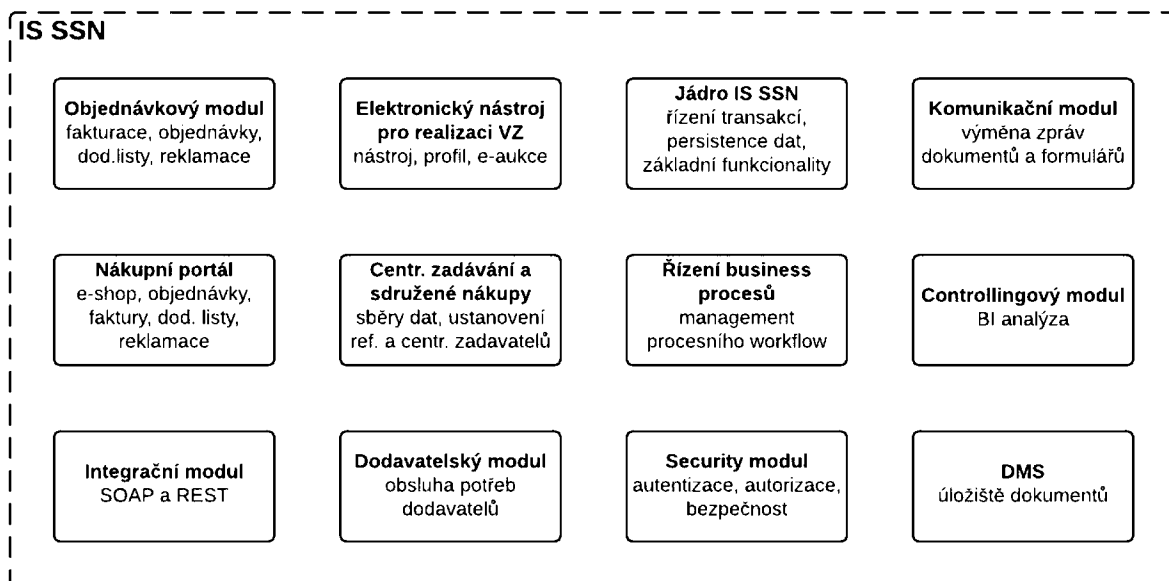 IS SSN
Objednávkový modul
fakturace, objednávky,
dod.listy, reklamace
Elektronický nástroj
pro realizaci VZ
nástroj, profil, e-aukce
Jádro IS SSN
řízení transakcí,
persistence dat,
základní funkcionality
Komunikační modul
výměna zpráv
dokumentů a formulářů
Nákupní portál
e-shop, objednávky,
faktury, dod. listy,
reklamace
Centr. zadávání a
sdružené nákupy
sběry dat, ustanovení
ref. a centr. zadavatelů
Řízení business
procesů
management
procesního workflow
Controllingový modul
BI analýza
Integrační modul
SOAP a REST
Dodavatelský modul
obsluha potřeb
dodavatelů
Security modul
autentizace, autorizace,
bezpečnost
DMS
úložiště dokumentů